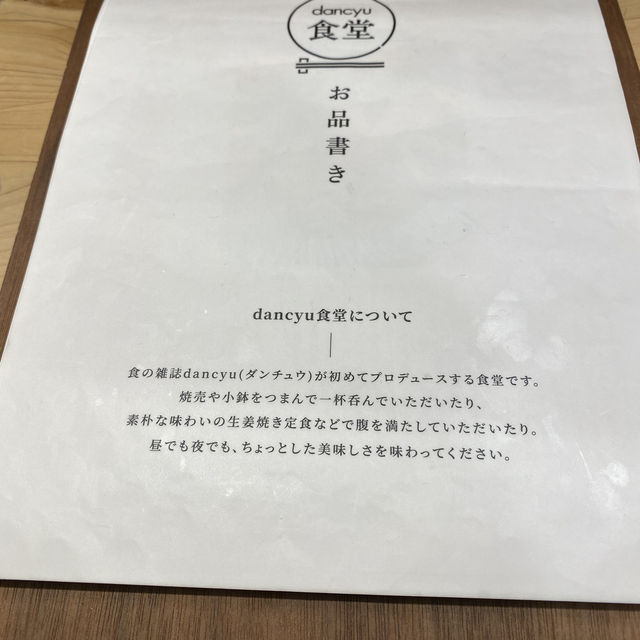 dancyu
食堂
お品書き
dancyu食堂について
食の雑誌dancyu(ダンチュウ)が初めてプロデュースする食堂です。
焼売や小鉢をつまんで一杯呑んでいただいたり、
素朴な味わいの生姜焼き定食などで腹を満たしていただいたり。
昼でも夜でも、ちょっとした美味しさを味わってください。